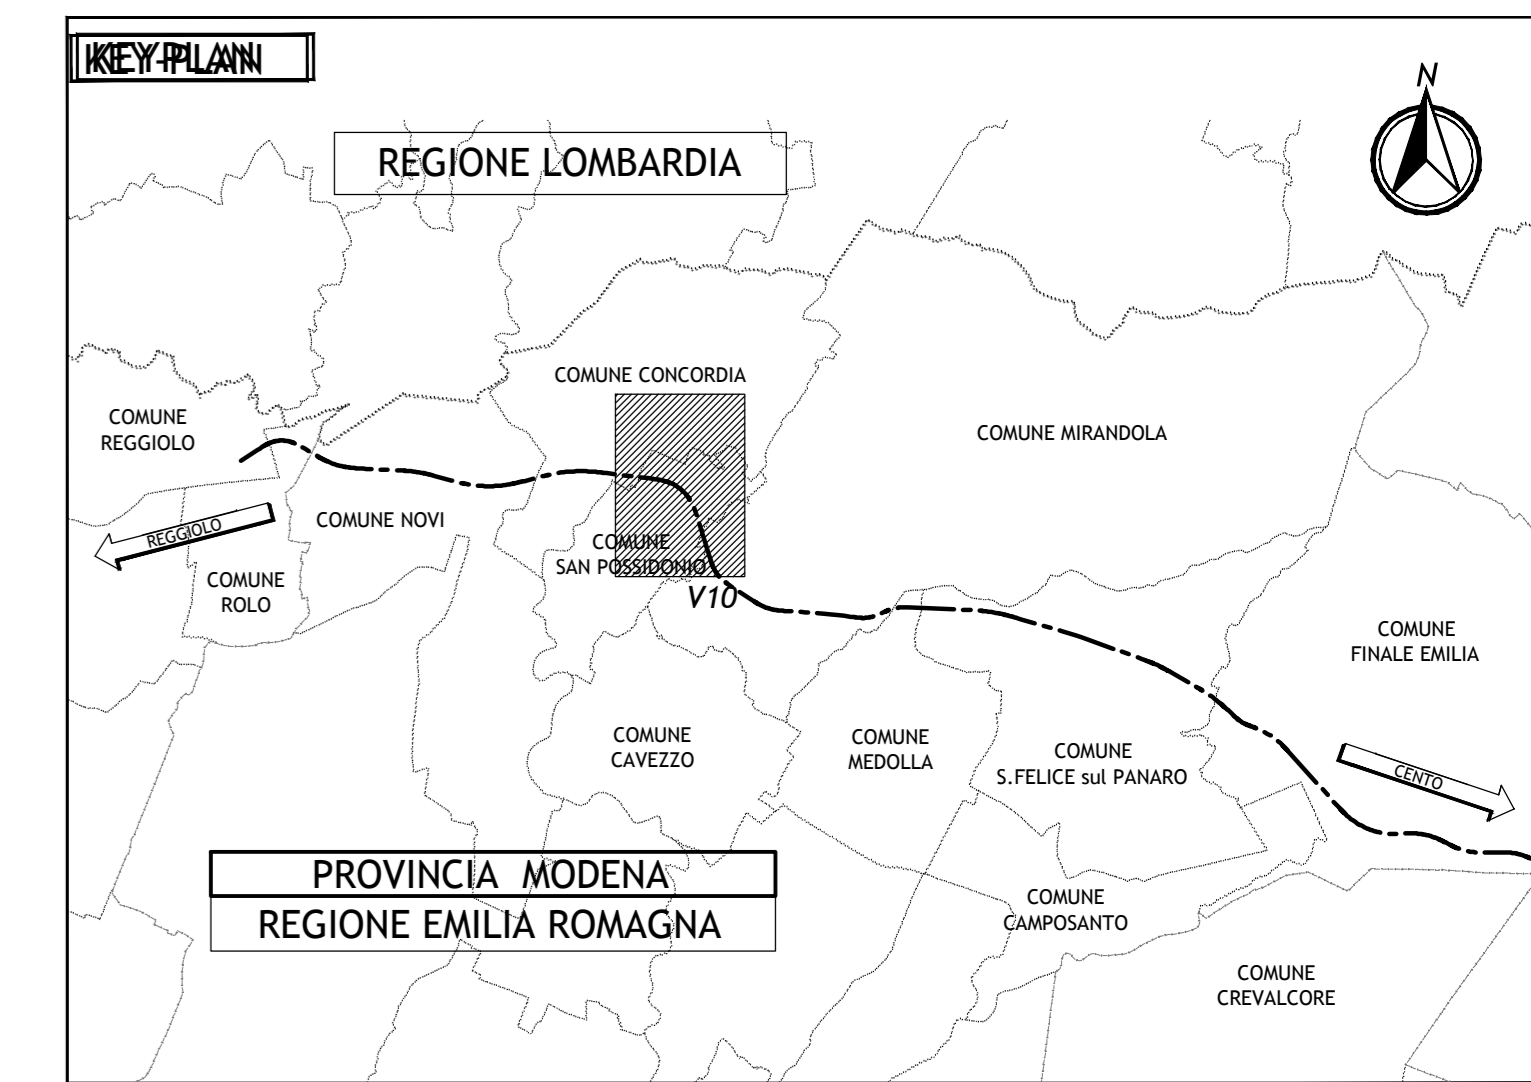 KEY-PLAN
N
REGIONE LOMBARDIA
COMUNE CONCORDIA
COMUNE
REGGIOLO
COMUNE MIRANDOLA
REGGIOLO
COMUNE NOVI
COMUNE
SAN POSSIDONIO
COMUNE
ROLO
V10
COMUNE
FINALE EMILIA
COMUNE
CAVEZZO
COMUNE
MEDOLLA
COMUNE
S.FELICE sul PANARO
CENTO
PROVINCIA MODENA
REGIONE EMILIA ROMAGNA
COMUNE
CAMPOSANTO
COMUNE
CREVALCORE